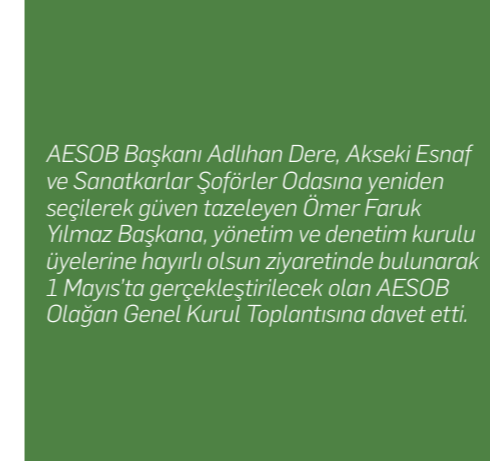 AESOB Başkanı Adlıhan Dere, Akseki Esnaf
ve Sanatkarlar Şoförler Odasına yeniden
seçilerek güven tazeleyen Ömer Faruk
Yılmaz Başkana, yönetim ve denetim kurulu
üyelerine hayırlı olsun ziyaretinde bulunarak
1 Mayıs'ta gerçekleştirilecek olan AESOB
Olağan Genel Kurul Toplantısına davet etti.